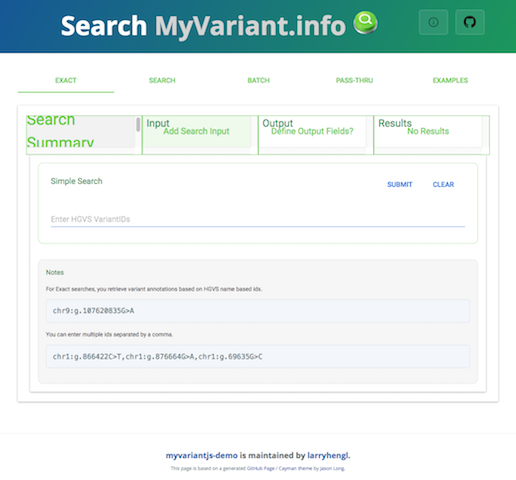 Search MyVariant.info
EXACT SEARCH BATCH PASS-THRU EXAMPLES
Search Summary
Input
Add Search Input
Output
Define Output Fields?
Results
No Results
Simple Search
SUBMIT CLEAR
Enter HGVS VariantIDs
Notes
For Exact searches, you retrieve variant annotations based on HGVS name based ids.
chr9:g.107620835G>A
You can enter multiple ids separated by a comma.
chr1:g.866422C>T,chr1:g.876664G>A,chr1:g.69635G>C
myvariantjs-demo is maintained by larryhengl.
This page is based on a generated GitHub Page / Cayman theme by Jason Long.